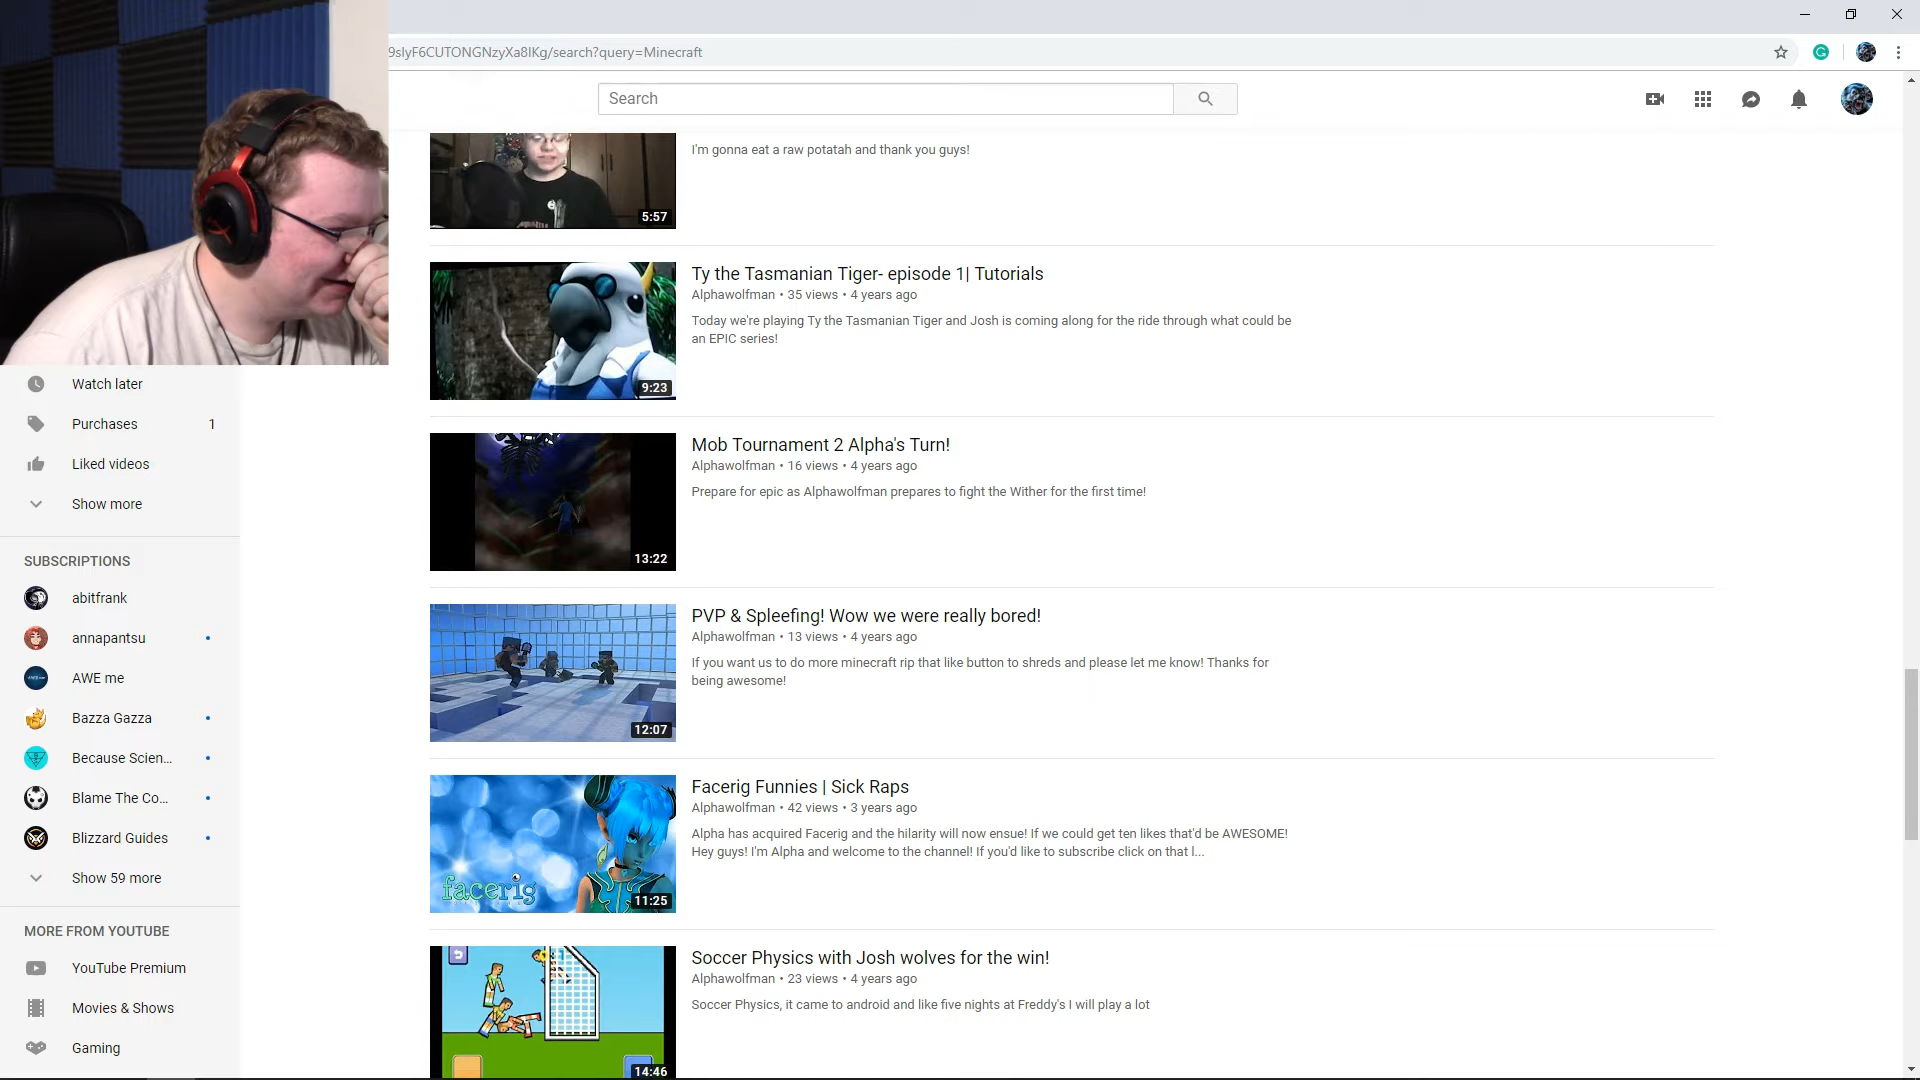 9slyF6CUTONGNzyXa8lKg/search?query=Minecraft
Search
I'm gonna eat a raw potatah and thank you guys!
5:57
Ty the Tasmanian Tiger- episode 1| Tutorials
Alphawolfman • 35 views • 4 years ago
Today we're playing Ty the Tasmanian Tiger and Josh is coming along for the ride through what could be
an EPIC series!
9:23
Mob Tournament 2 Alpha's Turn!
Alphawolfman • 16 views • 4 years ago
Prepare for epic as Alphawolfman prepares to fight the Wither for the first time!
13:22
PVP & Spleefing! Wow we were really bored!
Alphawolfman • 13 views • 4 years ago
If you want us to do more minecraft rip that like button to shreds and please let me know! Thanks for
being awesome!
12:07
Facerig Funnies | Sick Raps
Alphawolfman • 42 views • 3 years ago
Alpha has acquired Facerig and the hilarity will now ensue! If we could get ten likes that'd be AWESOME!
Hey guys! I'm Alpha and welcome to the channel! If you'd like to subscribe click on that l...
facerig
11:25
Soccer Physics with Josh wolves for the win!
Alphawolfman • 23 views • 4 years ago
Soccer Physics, it came to android and like five nights at Freddy's I will play a lot
14:46
Watch later
Purchases 1
Liked videos
Show more
SUBSCRIPTIONS
abitfrank
annapantsu
AWE me
Bazza Gazza
Because Scien...
Blame The Co...
Blizzard Guides
Show 59 more
MORE FROM YOUTUBE
YouTube Premium
Movies & Shows
Gaming